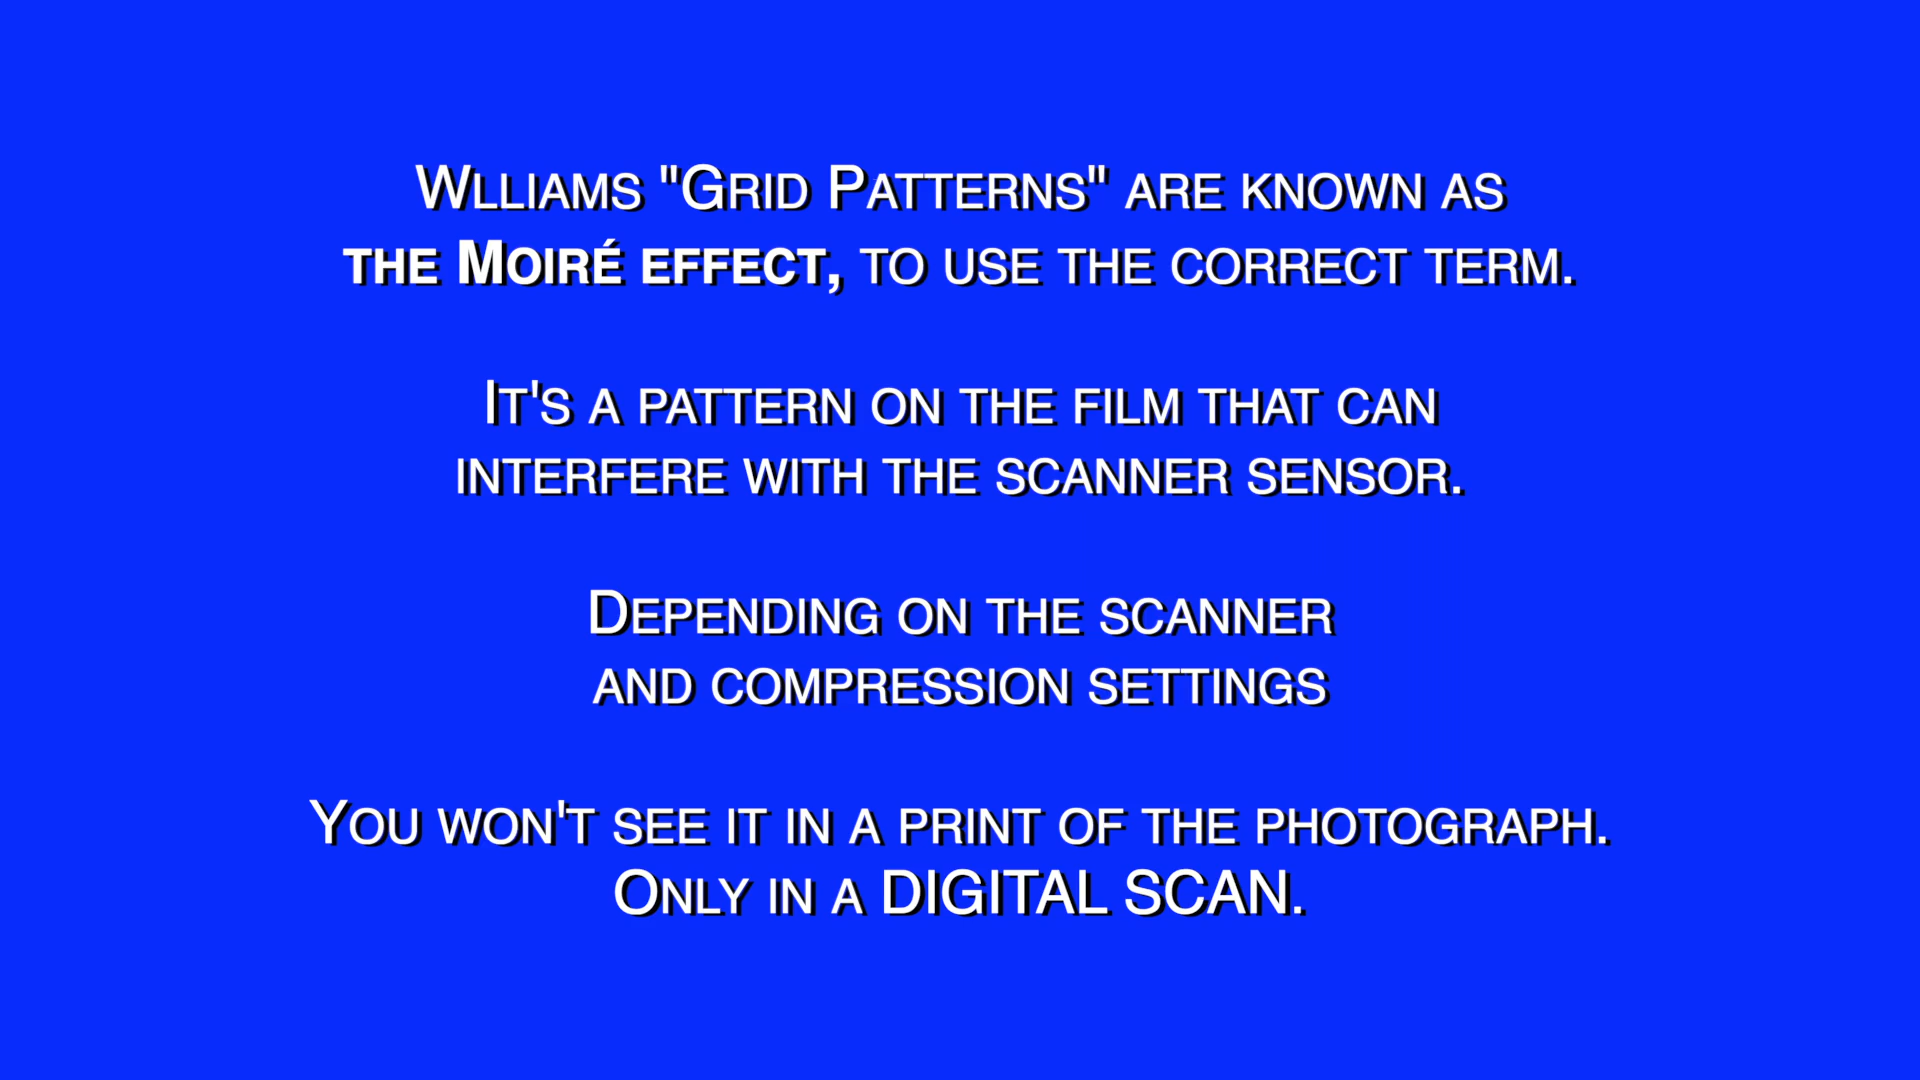 Wlliams "Grid Patterns" are known as
the Moiré effect, to use the correct term.
It's a pattern on the film that can
interfere with the scanner sensor.
Depending on the scanner
and compression settings
You won't see it in a print of the photograph.
Only in a DIGITAL SCAN.